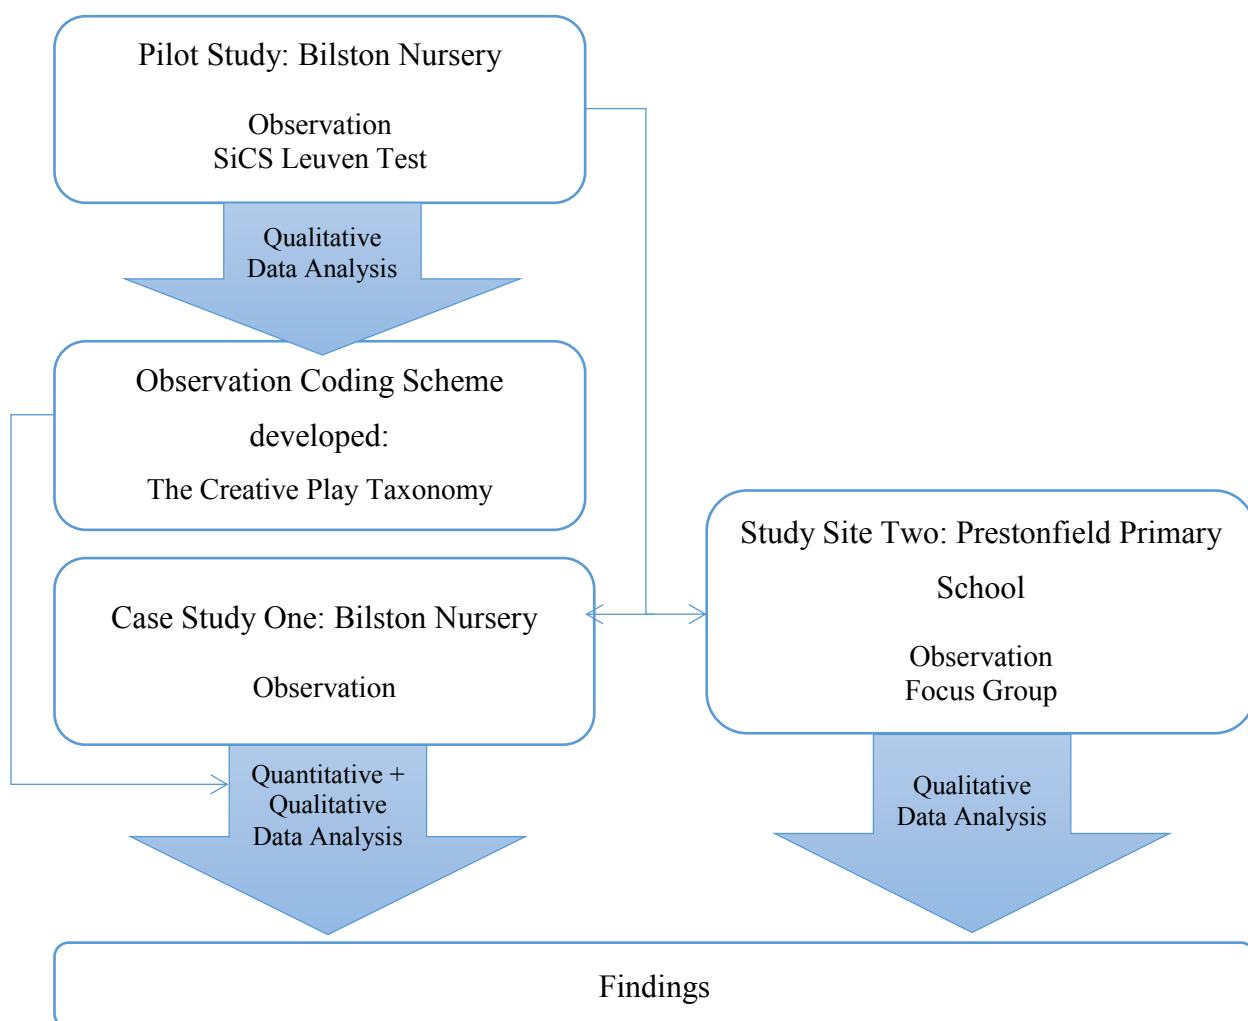 Pilot Study: Bilston Nursery
Observation
SiCS Leuven Test
Qualitative
Data Analysis
Observation Coding Scheme
developed:
The Creative Play Taxonomy
Case Study One: Bilston Nursery
Observation
Study Site Two: Prestonfield Primary
School
Observation
Focus Group
Quantitative +
Qualitative
Data Analysis
Qualitative
Data Analysis
Findings